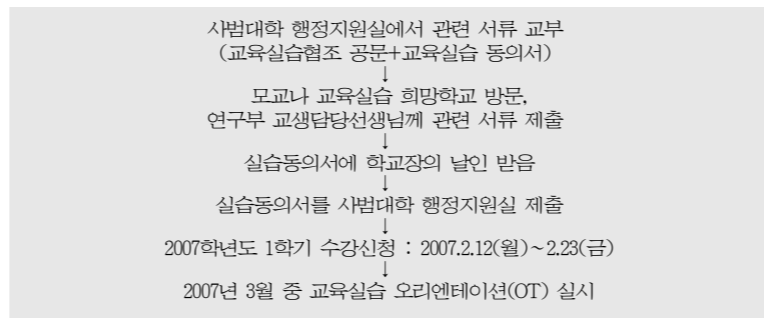 사범대학 행정지원실에서 관련 서류 교부
(교육실습협조 공문+교육실습 동의서)
↓
모교나 교육실습 희망학교 방문,
연구부 교생담당선생님께 관련 서류 제출
↓
실습동의서에 학교장의 날인 받음
↓
실습동의서를 사범대학 행정지원실 제출
↓
2007학년도 1학기 수강신청 : 2007.2.12(월)~2.23(금)
↓
2007년 3월 중 교육실습 오리엔테이션(OT) 실시